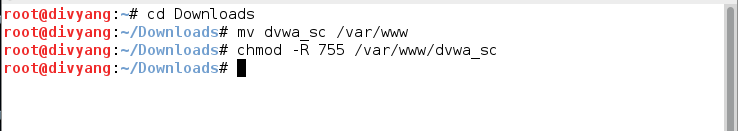 root@divyang:~# cd Downloads
root@divyang:~/Downloads# mv dvwa_sc /var/www
root@divyang:~/Downloads# chmod -R 755 /var/www/dvwa_sc
root@divyang:~/Downloads#